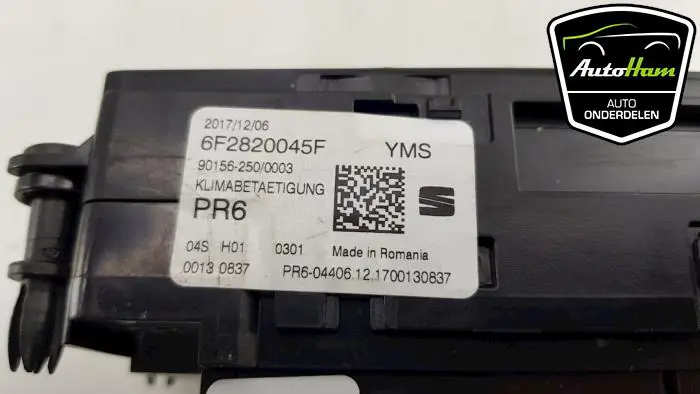 AUTOHAM
AUTO
ONDERDELEN
2017/12/06
6F2820045F YMS
90156-250/0003
KLIMABETAETIGUNG
PR6
04S H01 0301 Made in Romania
0013 0837 PR6-04406.12.1700130837